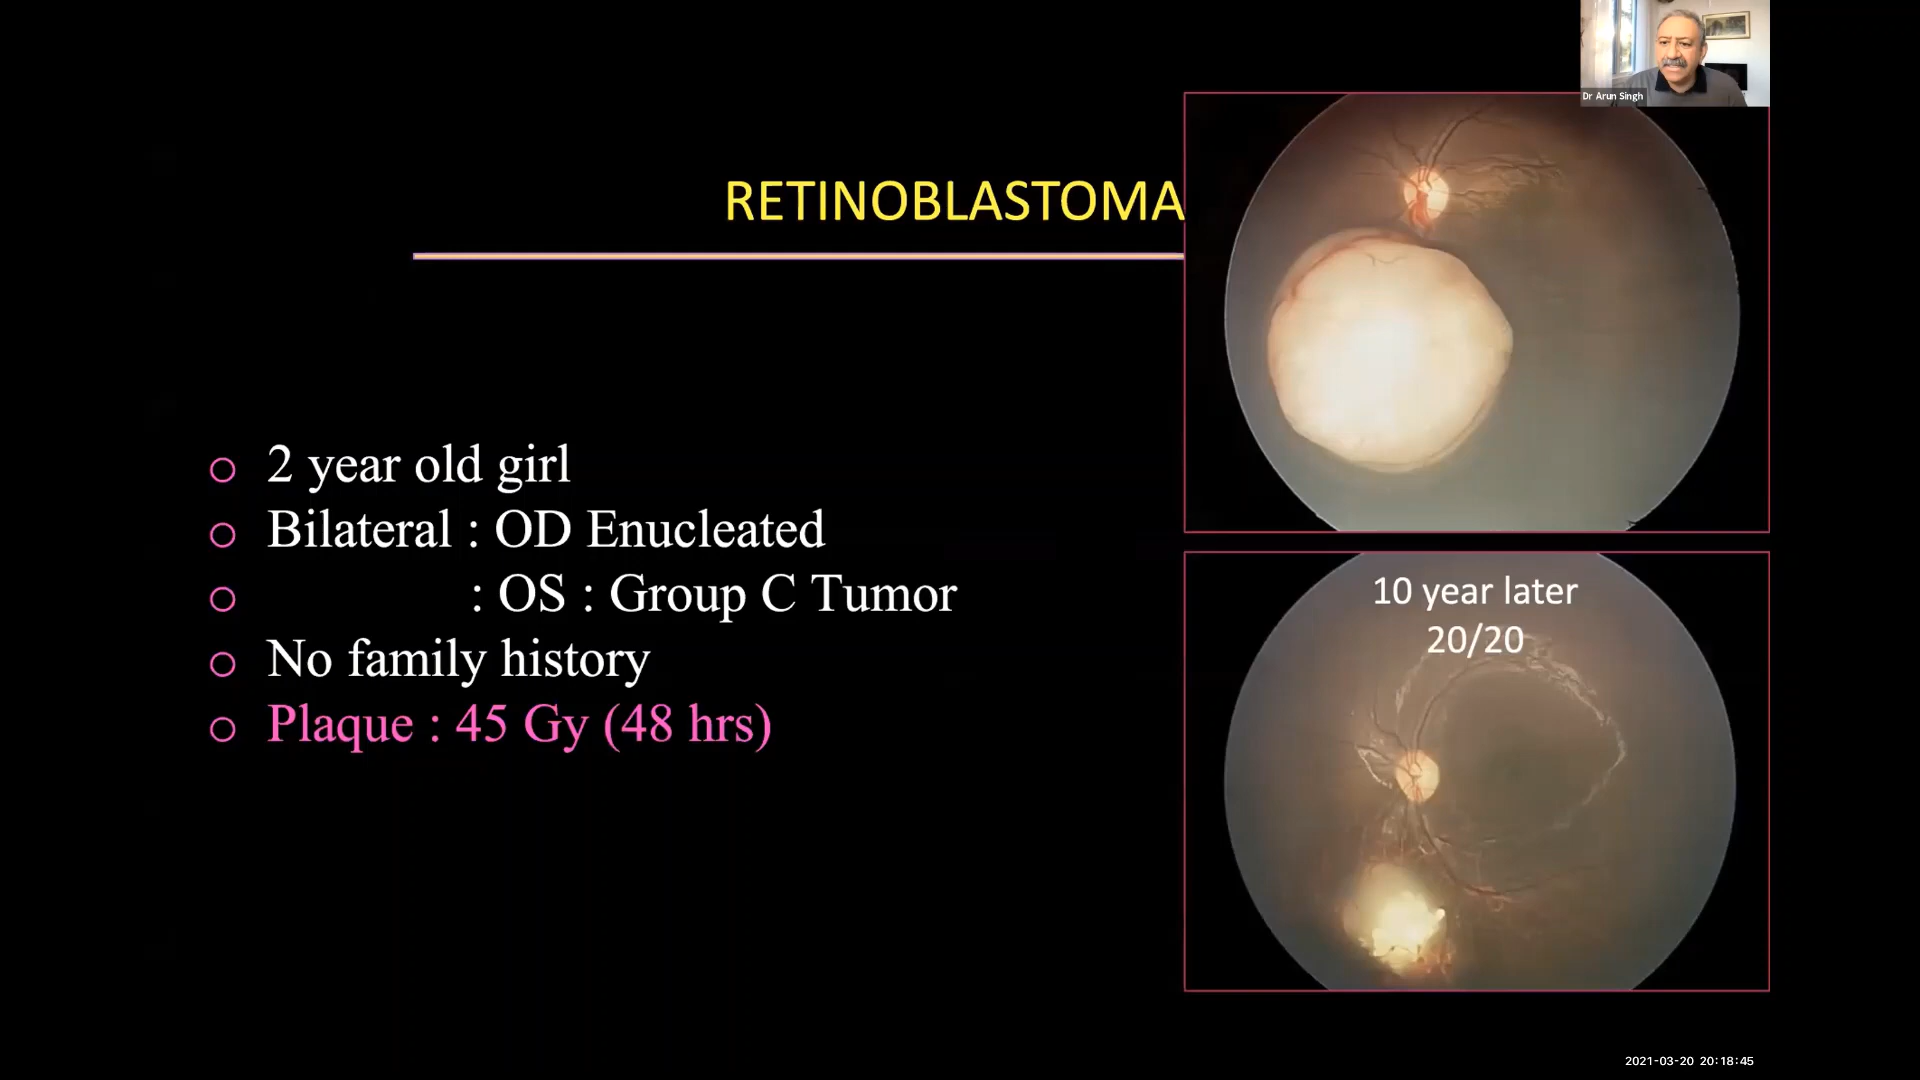 Dr Arun Singh
RETINOBLASTOMA
2 year old girl
Bilateral : OD Enucleated
: OS : Group C Tumor
No family history
Plaque : 45 Gy (48 hrs)
10 year later
20/20
2021-03-20 20:18:45